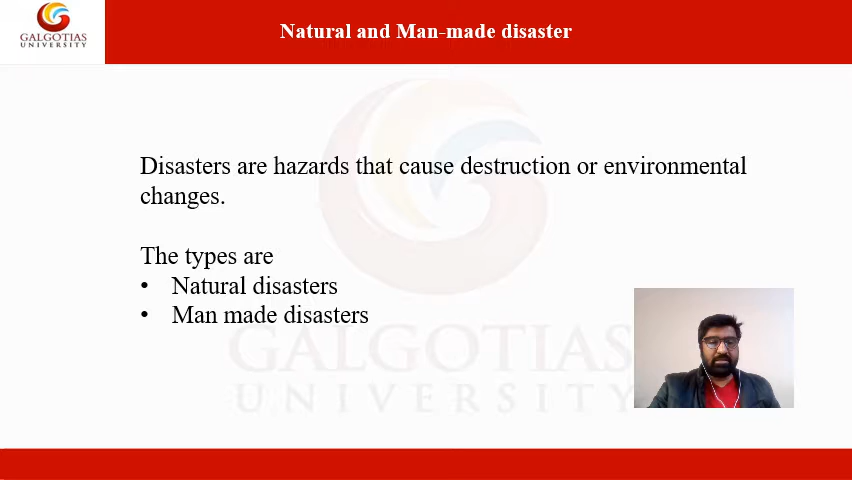 GALGOTIAS
UNIVERSITY
Natural and Man-made disaster
Disasters are hazards that cause destruction or environmental
changes.
The types are
• Natural disasters
• Man made disasters
GALGOTIAS
UNIVERSITY